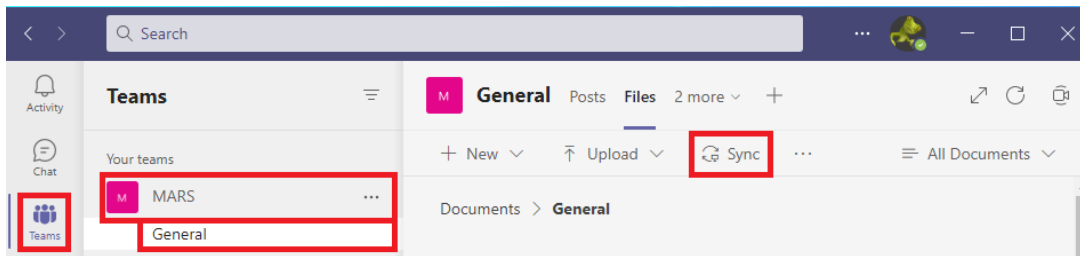 Search
Activity
Chat
Teams
Teams
Your teams
M MARS
General
M General Posts Files 2 more
New Upload Sync ... All Documents
Documents > General